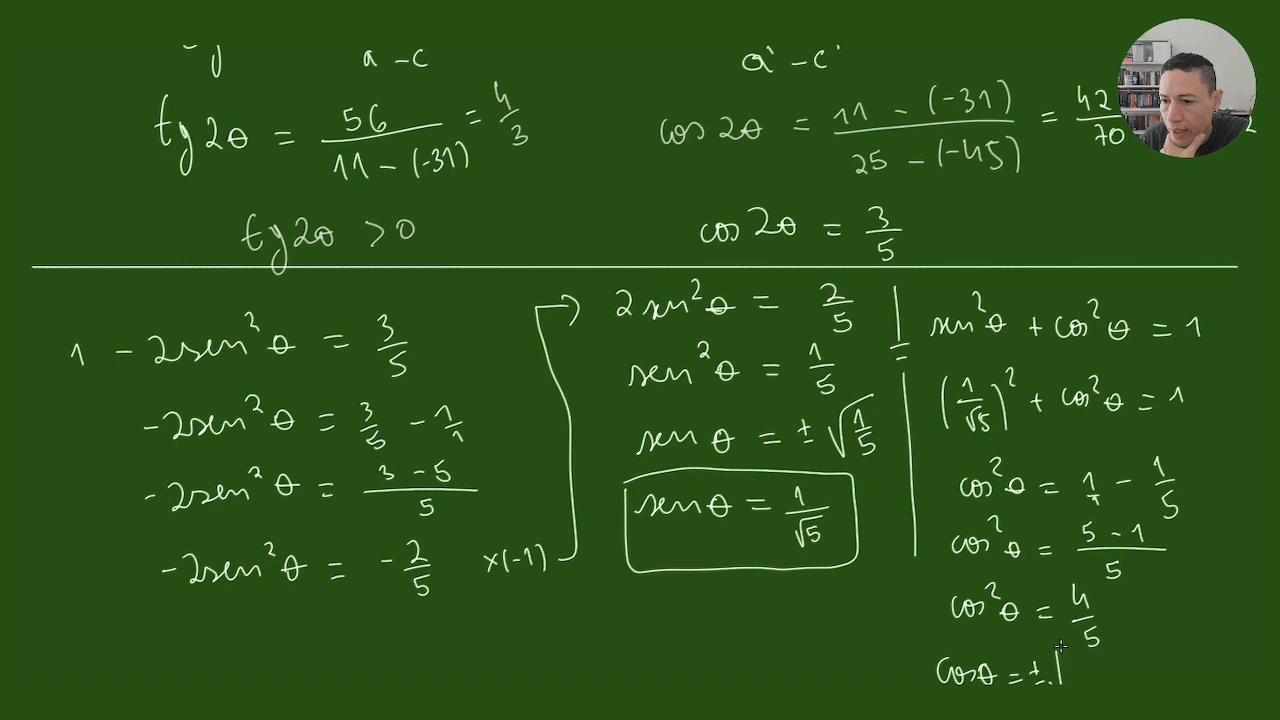 a - c
a' - c'
tg 2θ = 56 / 11 - (-31) = 4/3
cos 2θ = 11 - (-31) / 25 - (-45) = 42/70
tg 2θ > 0
cos 2θ = 3/5
1 - 2sen²θ = 3/5
-2sen²θ = 3/5 - 1/1
-2sen²θ = 3 - 5 / 5
-2sen²θ = - 2/5 ×(-1)
2sen²θ = 2/5
sen²θ = 1/5
sen θ = ± √(1/5)
sen θ = 1/√5
sen²θ + cos²θ = 1
(1/√5)² + cos²θ = 1
cos²θ = 1/1 - 1/5
cos²θ = 5 - 1 / 5
cos²θ = 4/5
cosθ = ±